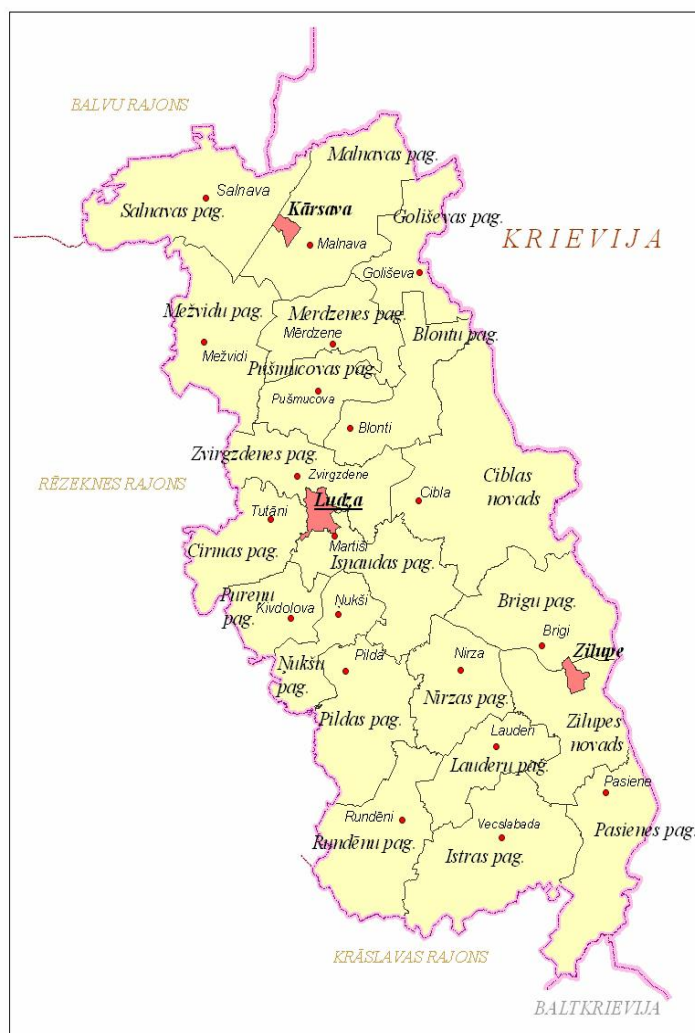 BALVU RAJONS
Malnavas pag.
Salnava
Salnavas pag.
Kārsava
Goliševas pag.
KRIEVIJA
Malnava
Goliševa
Mežvidu pag.
Merdzenes pag.
Blontu pag.
Mērdzene
Mežvidi
Pušmucovas pag.
Pušmucova
Blonti
Zvirgzdenes pag.
Zvirgzdene
Ciblas
novads
RĒZEKNES RAJONS
Ludza
Cibla
Tutāni
Martiši
Cirmas pag.
Isnaudas pag.
Pureņu
pag.
Kivdolova
Ņukši
Brigu pag.
Brigi
Zilupe
Ņukšu
pag.
Pilda
Nirza
Pildas pag.
Nirzas pag.
Zilupes
novads
Lauderi
Lauderu pag.
Pasiene
Rundēni
Rundēnu pag.
Vecslabada
Istras pag.
Pasienes pag.
KRĀSLAVAS RAJONS
BALTKRIEVIJA